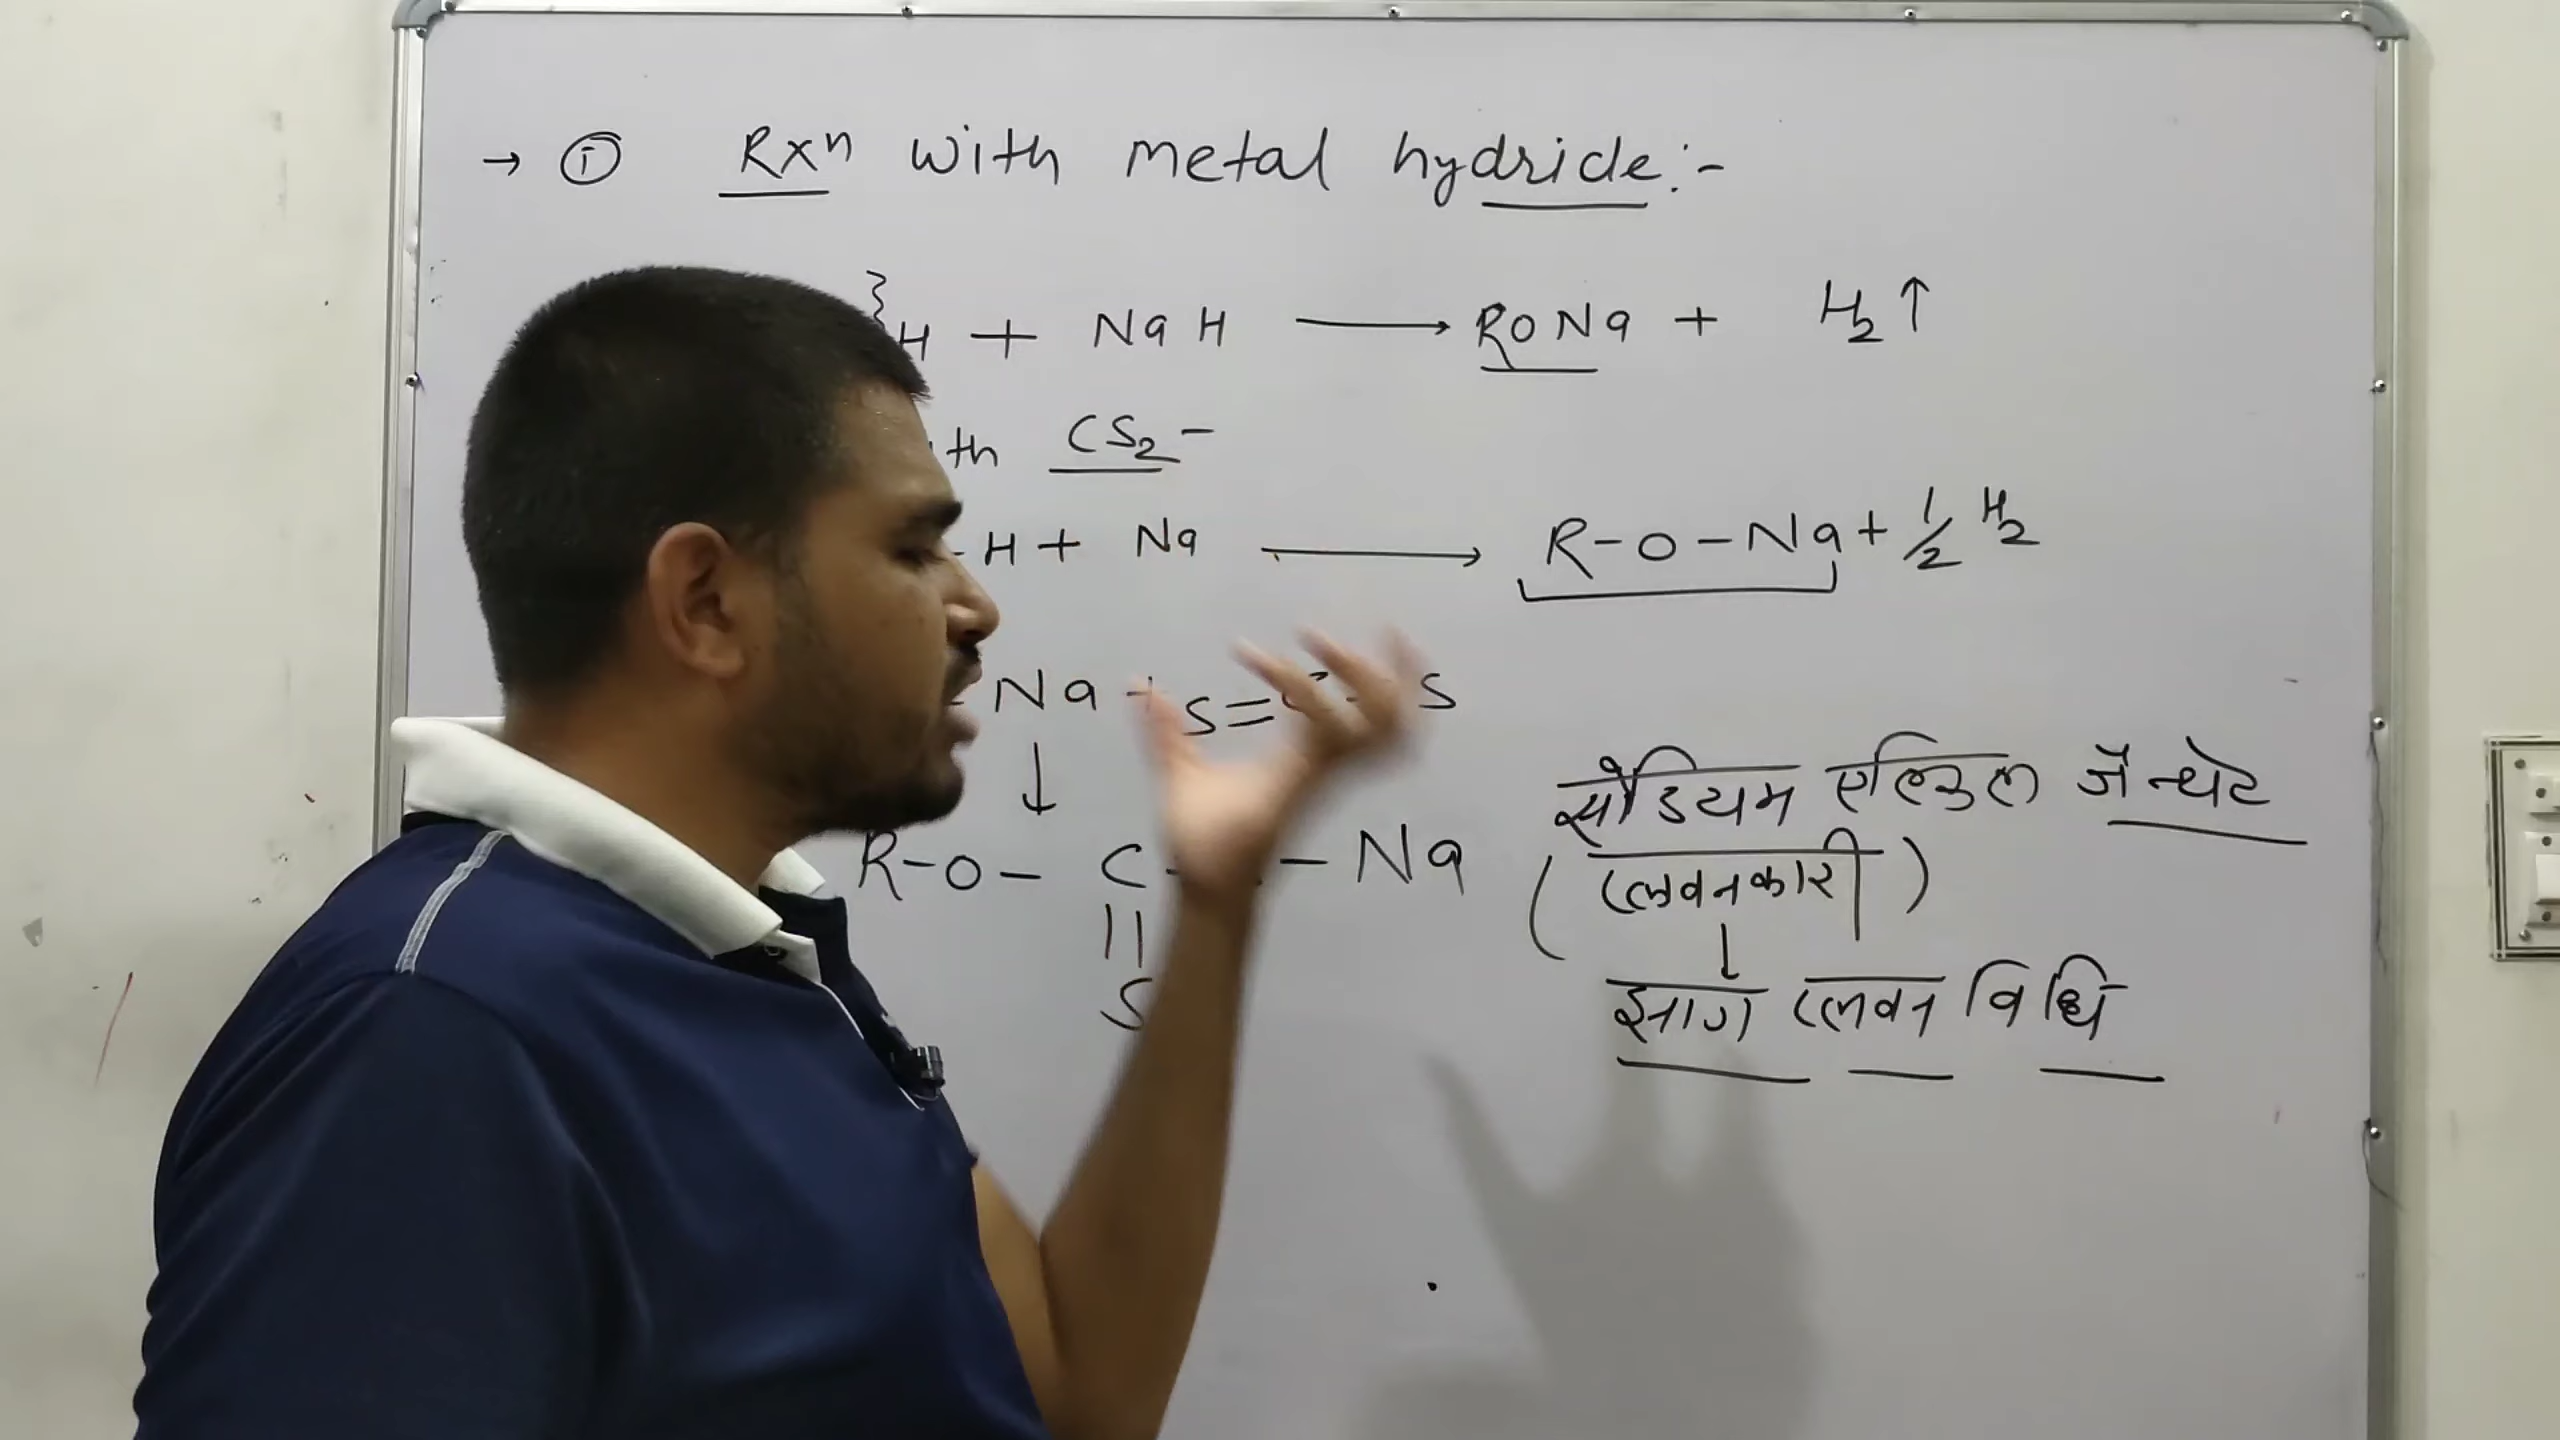 → ① Rxⁿ with metal hydride:-
H + NaH ⟶ RONa + H₂↑
th CS₂ -
-H + Na ⟶ R-O-Na + 1/2 H₂
Na + S=C S
↓
R-O-C - Na
||
S
सोडियम एल्किल जैन्थेट
(प्लवनकारी)
↓
झाग प्लवन विधि